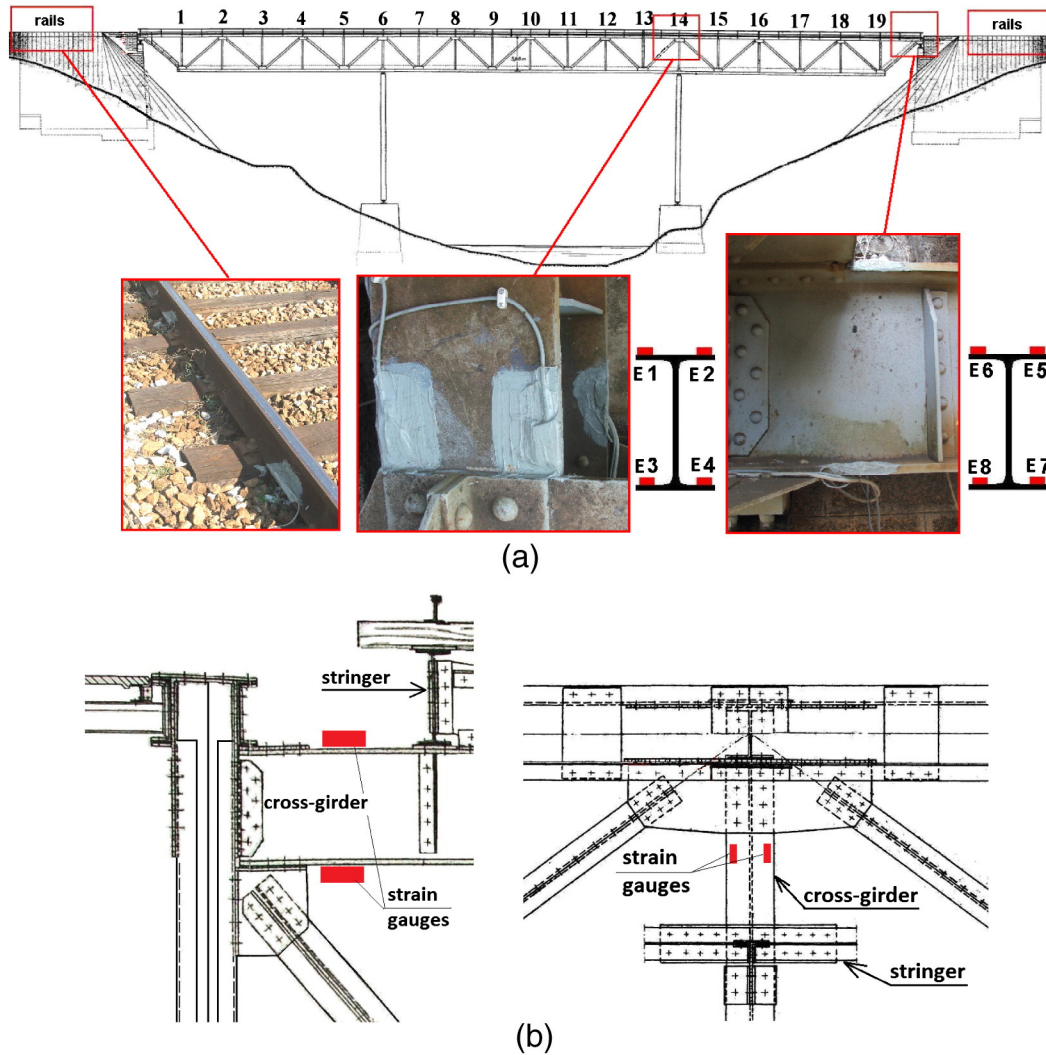 1 2 3 4 5 6 7 8 9 10 11 12 13 14 15 16 17 18 19
rails
rails
E1 E2
E3 E4
E6 E5
E8 E7
(a)
stringer
cross-girder
strain
gauges
strain
gauges
cross-girder
stringer
(b)